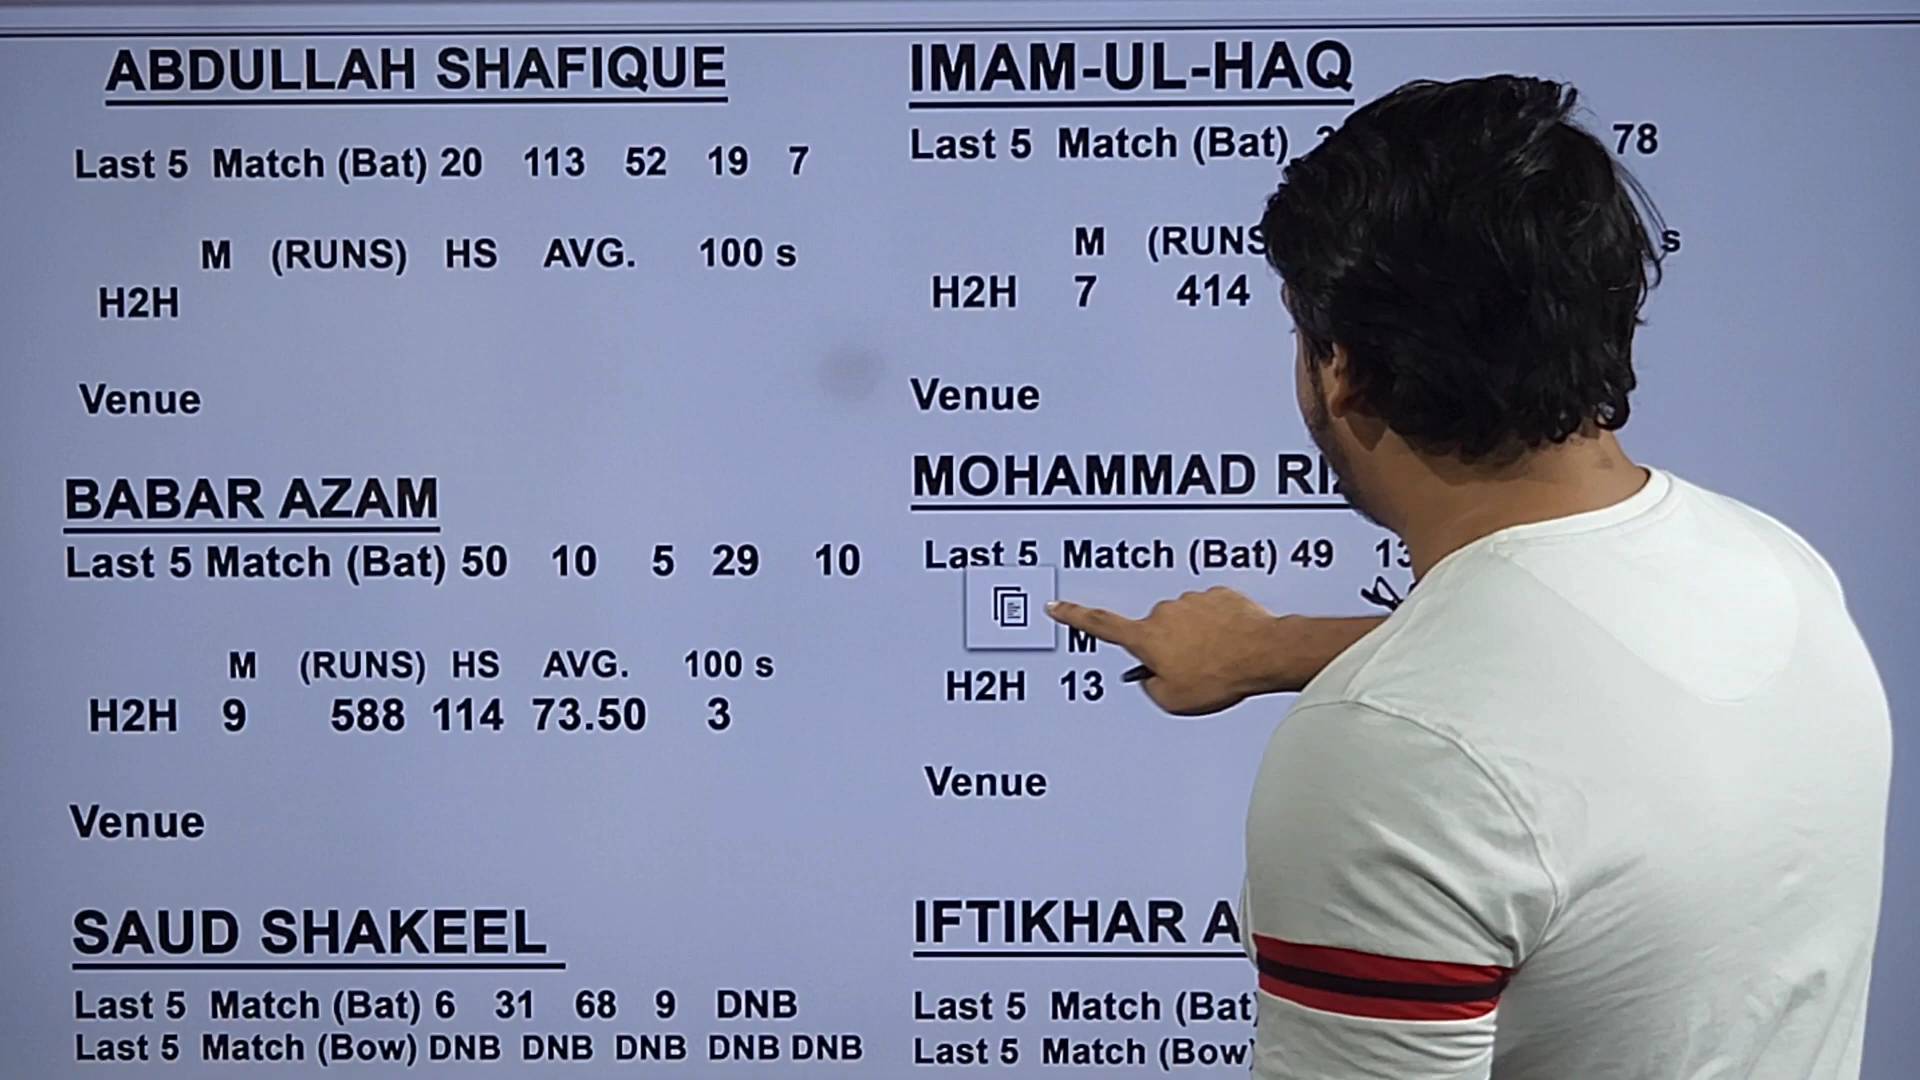 ABDULLAH SHAFIQUE
Last 5 Match (Bat) 20 113 52 19 7
M (RUNS) HS AVG. 100 s
H2H
Venue
IMAM-UL-HAQ
Last 5 Match (Bat) 78
M (RUNS s
H2H 7 414
Venue
BABAR AZAM
Last 5 Match (Bat) 50 10 5 29 10
M (RUNS) HS AVG. 100 s
H2H 9 588 114 73.50 3
Venue
MOHAMMAD
Last 5 Match (Bat) 49
M
H2H 13
Venue
SAUD SHAKEEL
Last 5 Match (Bat) 6 31 68 9 DNB
Last 5 Match (Bow) DNB DNB DNB DNB DNB
IFTIKHAR A
Last 5 Match (Bat)
Last 5 Match (Bow)